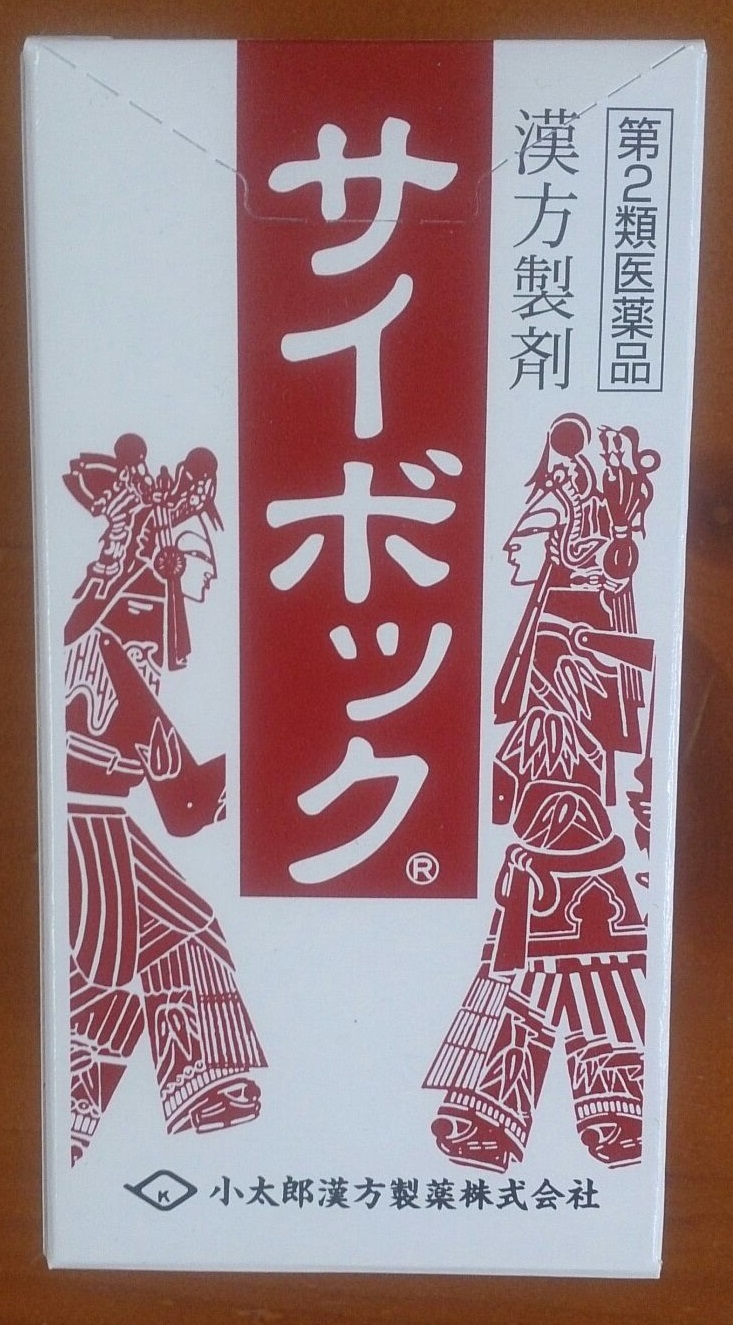 第2類医薬品
漢方製剤
サイボック®
K 小太郎漢方製薬株式会社